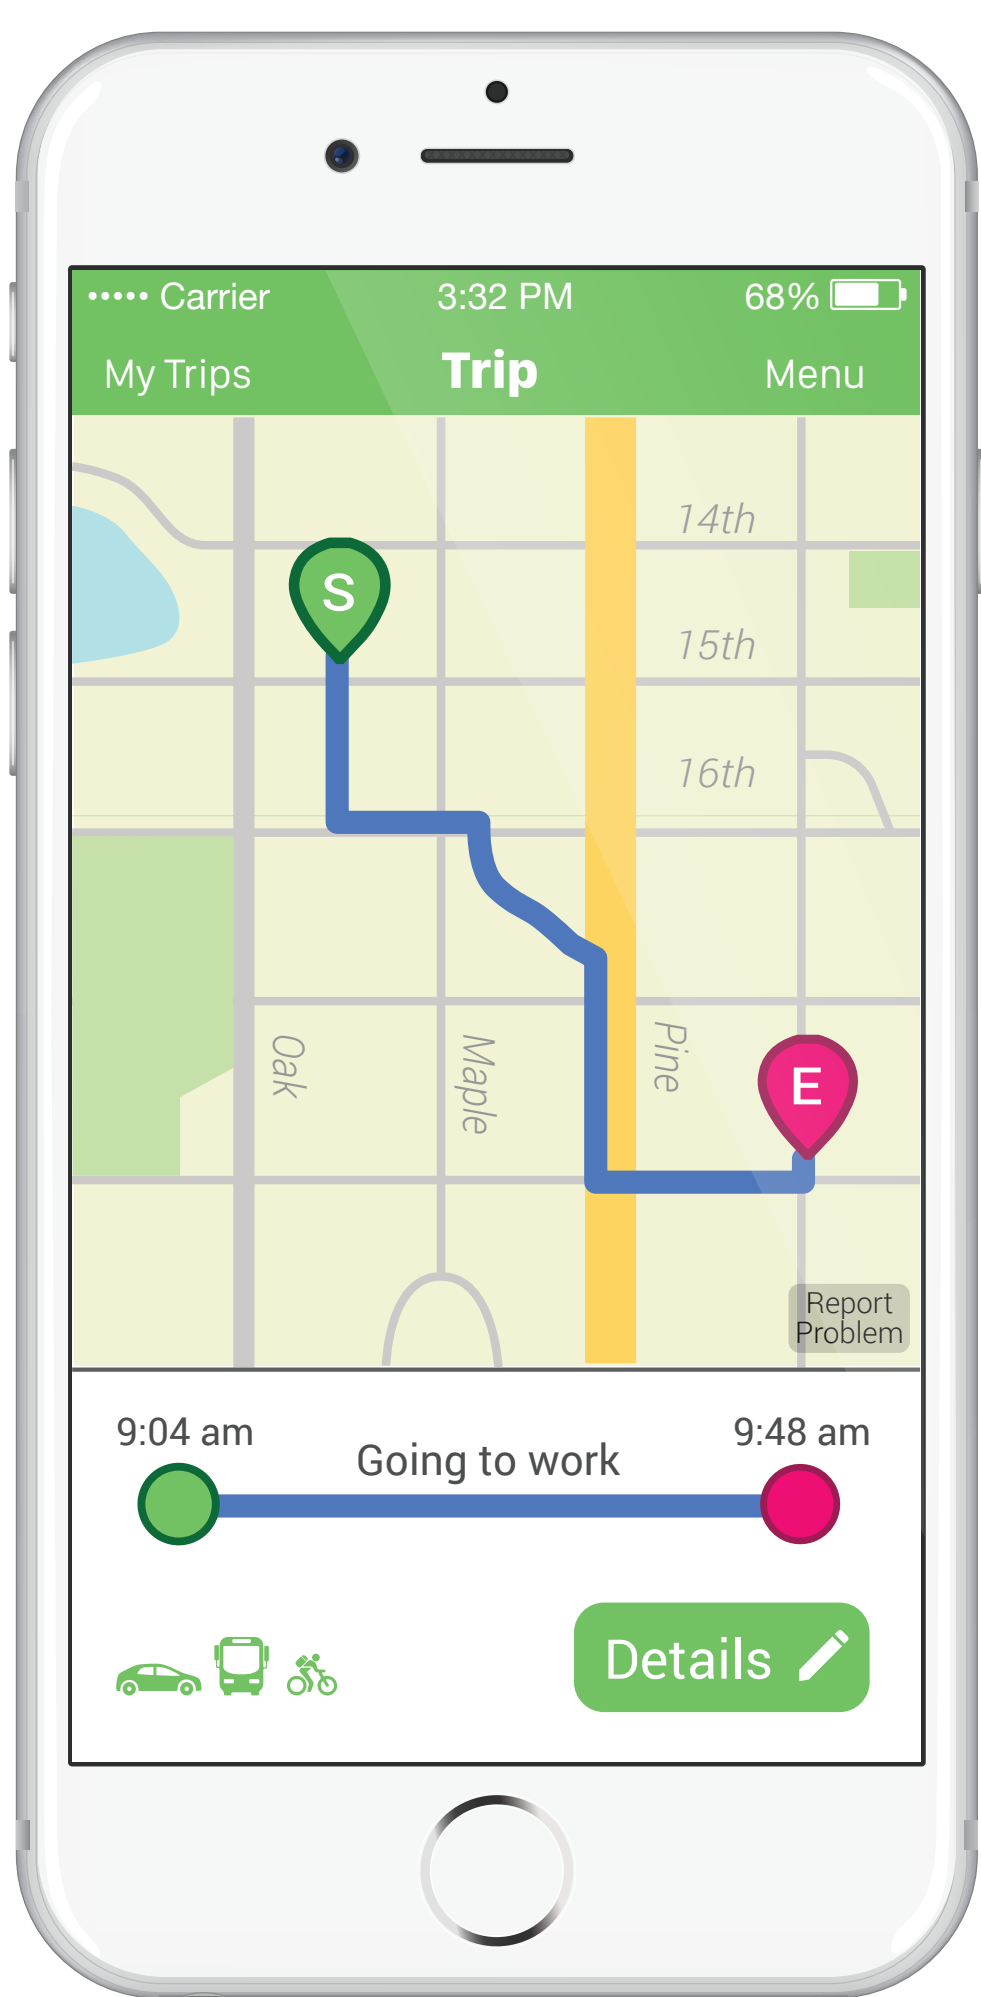 Carrier 3:32 PM 68%
My Trips Trip Menu
14th
S
15th
16th
Oak
Maple
Pine
E
Report
Problem
9:04 am 9:48 am
Going to work
Details